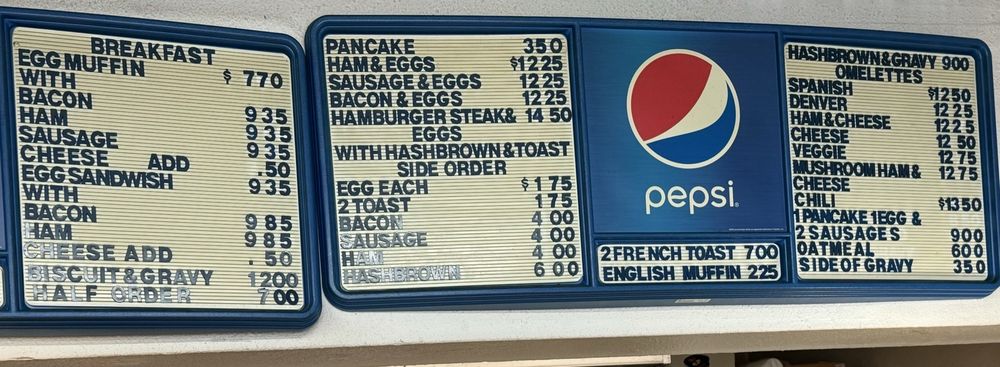 BREAKFAST
EGG MUFFIN $ 770
WITH
BACON 935
HAM 935
SAUSAGE 935
CHEESE ADD .50
EGG SANDWISH 935
WITH
BACON 985
HAM 985
CHEESE ADD .50
BISCUIT & GRAVY 1200
HALF ORDER 700
PANCAKE 350
HAM & EGGS $1225
SAUSAGE & EGGS 1225
BACON & EGGS 1225
HAMBURGER STEAK & 1450
EGGS
WITH HASHBROWN & TOAST
SIDE ORDER
EGG EACH $175
2 TOAST 175
BACON 400
SAUSAGE 400
HAM 400
HASHBROWN 600
pepsi
2 FRENCH TOAST 700
ENGLISH MUFFIN 225
HASHBROWN & GRAVY 900
OMELETTES
SPANISH $1250
DENVER 1225
HAM & CHEESE 1225
CHEESE 1250
VEGGIE 1275
MUSHROOM HAM & 1275
CHEESE
CHILI $1350
1 PANCAKE 1 EGG &
2 SAUSAGES 900
OATMEAL 600
SIDE OF GRAVY 350